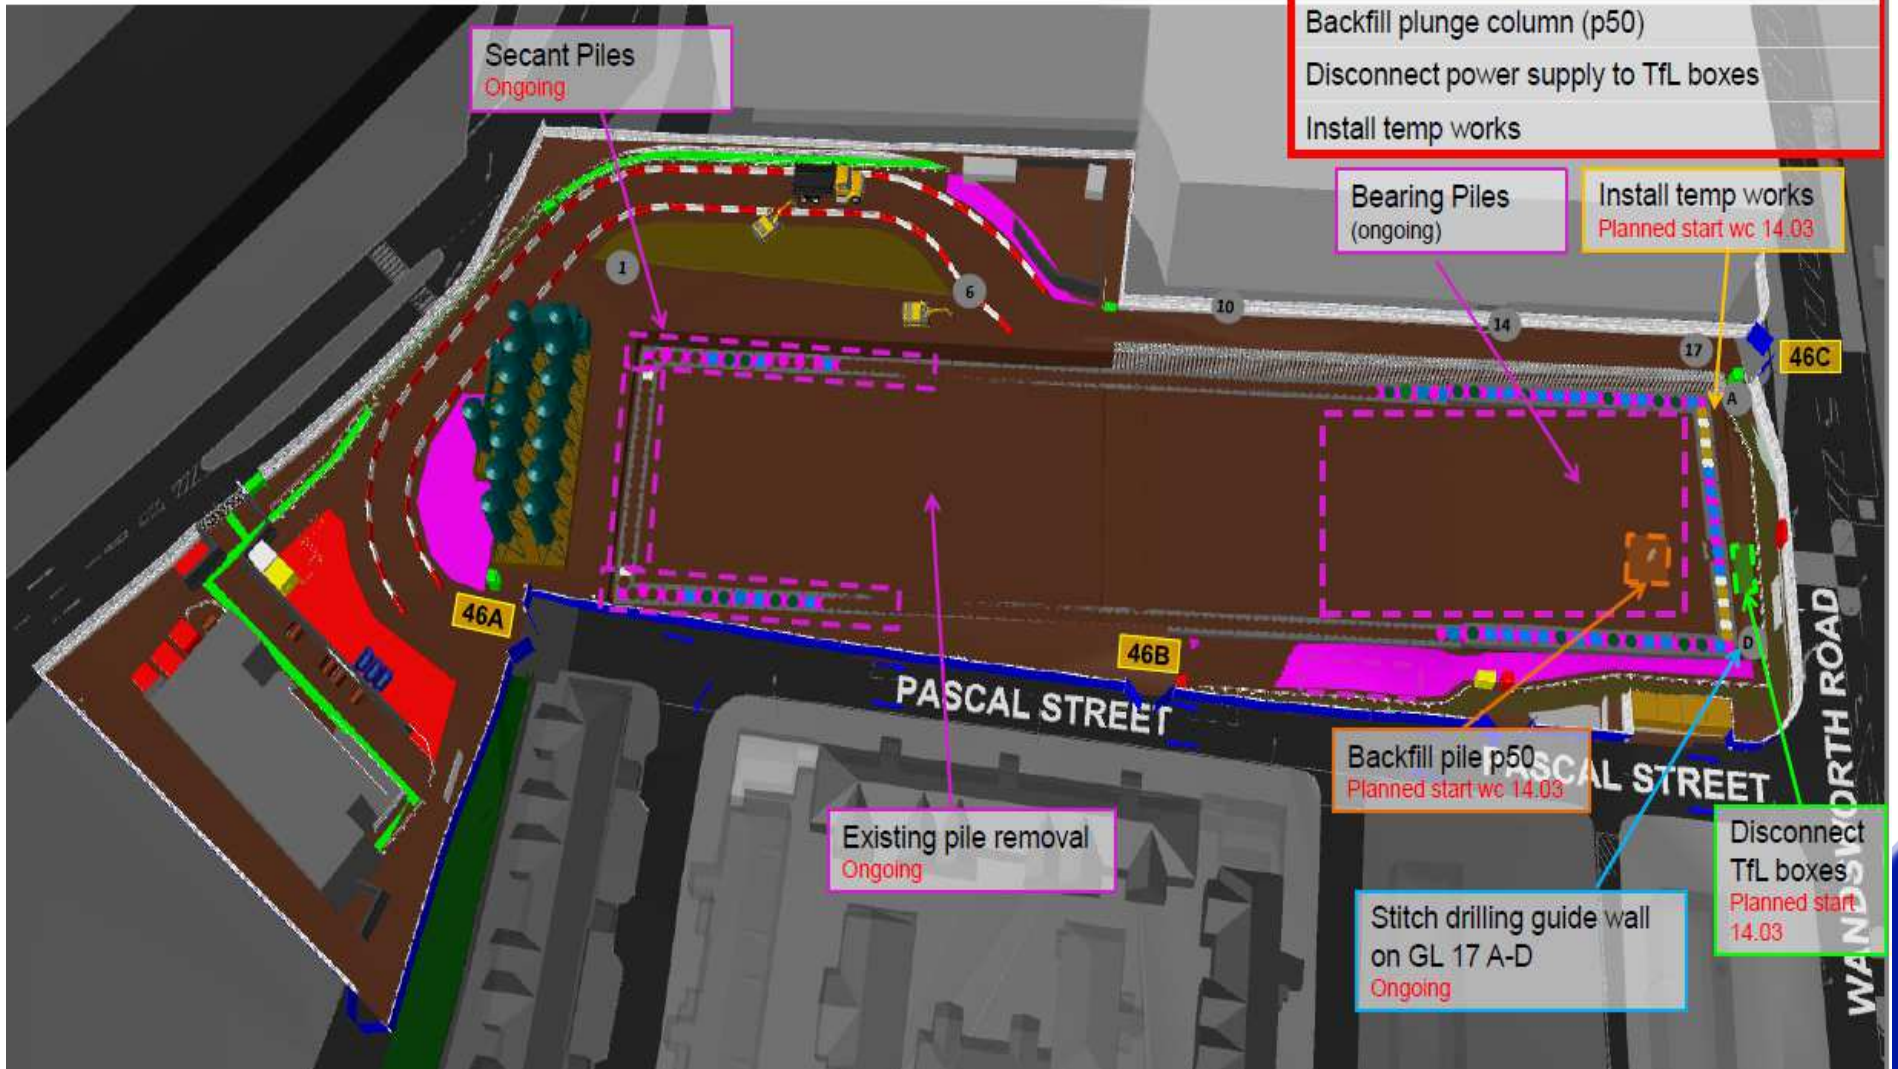 Backfill plunge column (p50)
Disconnect power supply to TfL boxes
Install temp works
Secant Piles
Ongoing
Bearing Piles
(ongoing)
Install temp works
Planned start wc 14.03
1
6
10
14
17
46C
A
46A
46B
D
PASCAL STREET
WANDSWORTH ROAD
Backfill pile p50
Planned start wc 14.03
PASCAL STREET
Existing pile removal
Ongoing
Disconnect
TfL boxes
Planned start
14.03
Stitch drilling guide wall
on GL 17 A-D
Ongoing